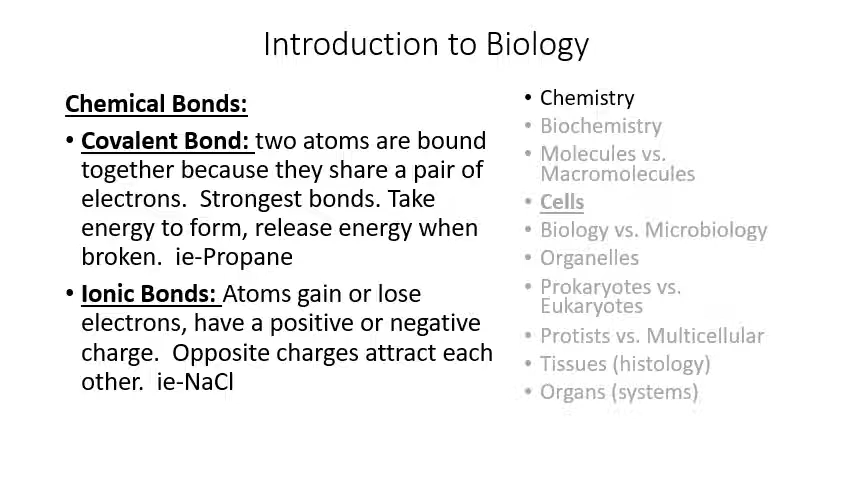 Introduction to Biology
Chemical Bonds:
• Covalent Bond: two atoms are bound
together because they share a pair of
electrons. Strongest bonds. Take
energy to form, release energy when
broken. ie-Propane
• Ionic Bonds: Atoms gain or lose
electrons, have a positive or negative
charge. Opposite charges attract each
other. ie-NaCl
• Chemistry
• Biochemistry
• Molecules vs.
Macromolecules
• Cells
• Biology vs. Microbiology
• Organelles
• Prokaryotes vs.
Eukaryotes
• Protists vs. Multicellular
• Tissues (histology)
• Organs (systems)